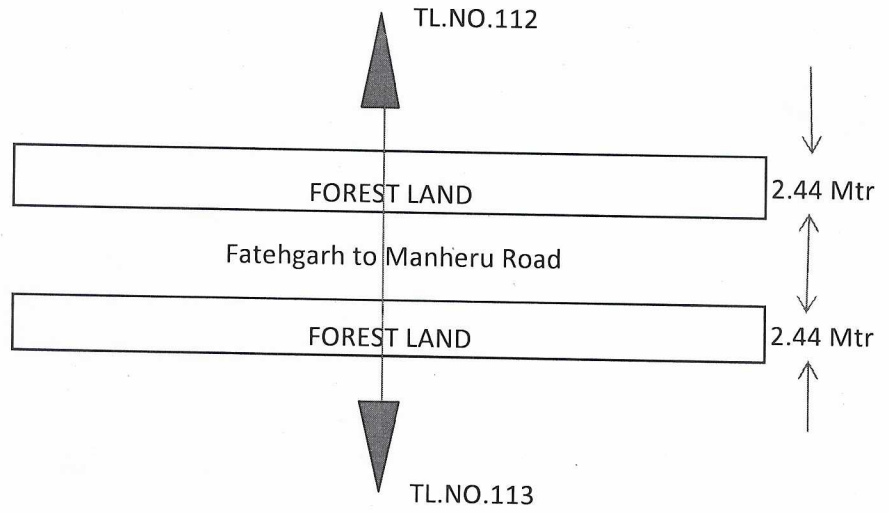 TL.NO.112
FOREST LAND
2.44 Mtr
Fatehgarh to Manheru Road
FOREST LAND
2.44 Mtr
TL.NO.113